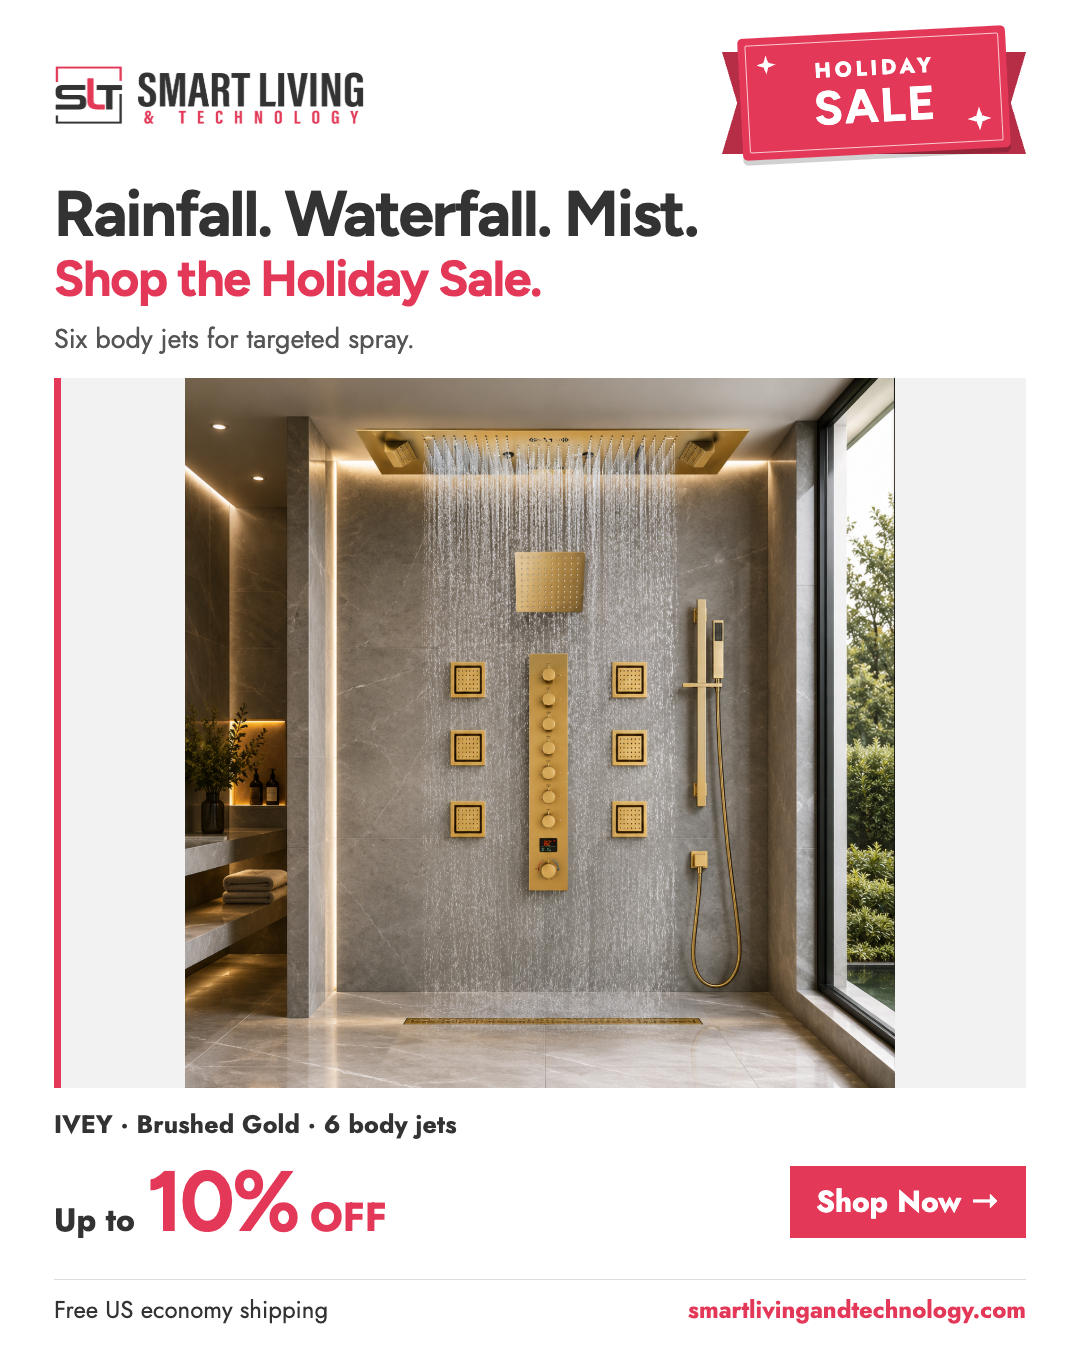 SLT SMART LIVING
& TECHNOLOGY
HOLIDAY
SALE
Rainfall. Waterfall. Mist.
Shop the Holiday Sale.
Six body jets for targeted spray.
IVEY · Brushed Gold · 6 body jets
Up to 10% OFF
Shop Now →
Free US economy shipping
smartlivingandtechnology.com